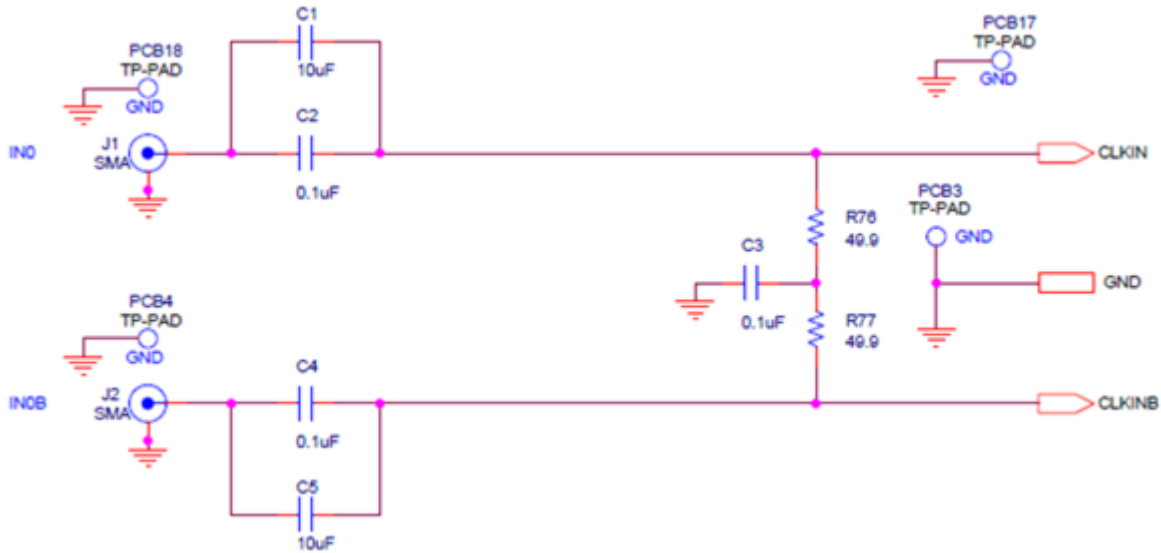 C1
10uF
PCB18
TP-PAD
GND
PCB17
TP-PAD
GND
C2
0.1uF
IN0
J1
SMA
CLKIN
R76
49.9
PCB3
TP-PAD
GND
C3
0.1uF
GND
R77
49.9
PCB4
TP-PAD
GND
C4
0.1uF
IN0B
J2
SMA
CLKINB
C5
10uF